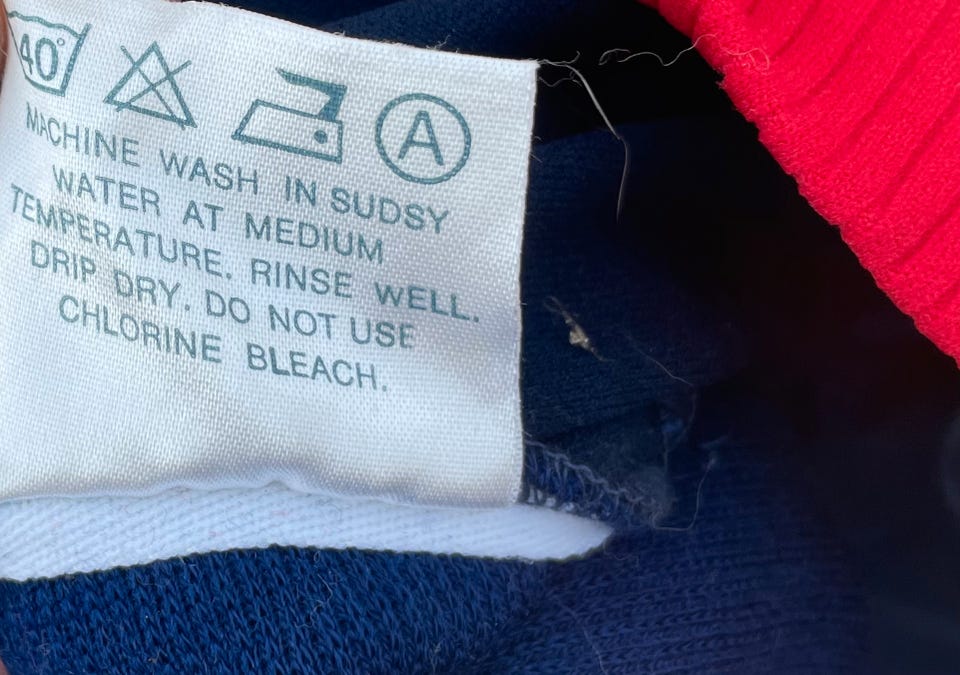 40° A
MACHINE WASH IN SUDSY
WATER AT MEDIUM
TEMPERATURE. RINSE WELL.
DRIP DRY. DO NOT USE
CHLORINE BLEACH.